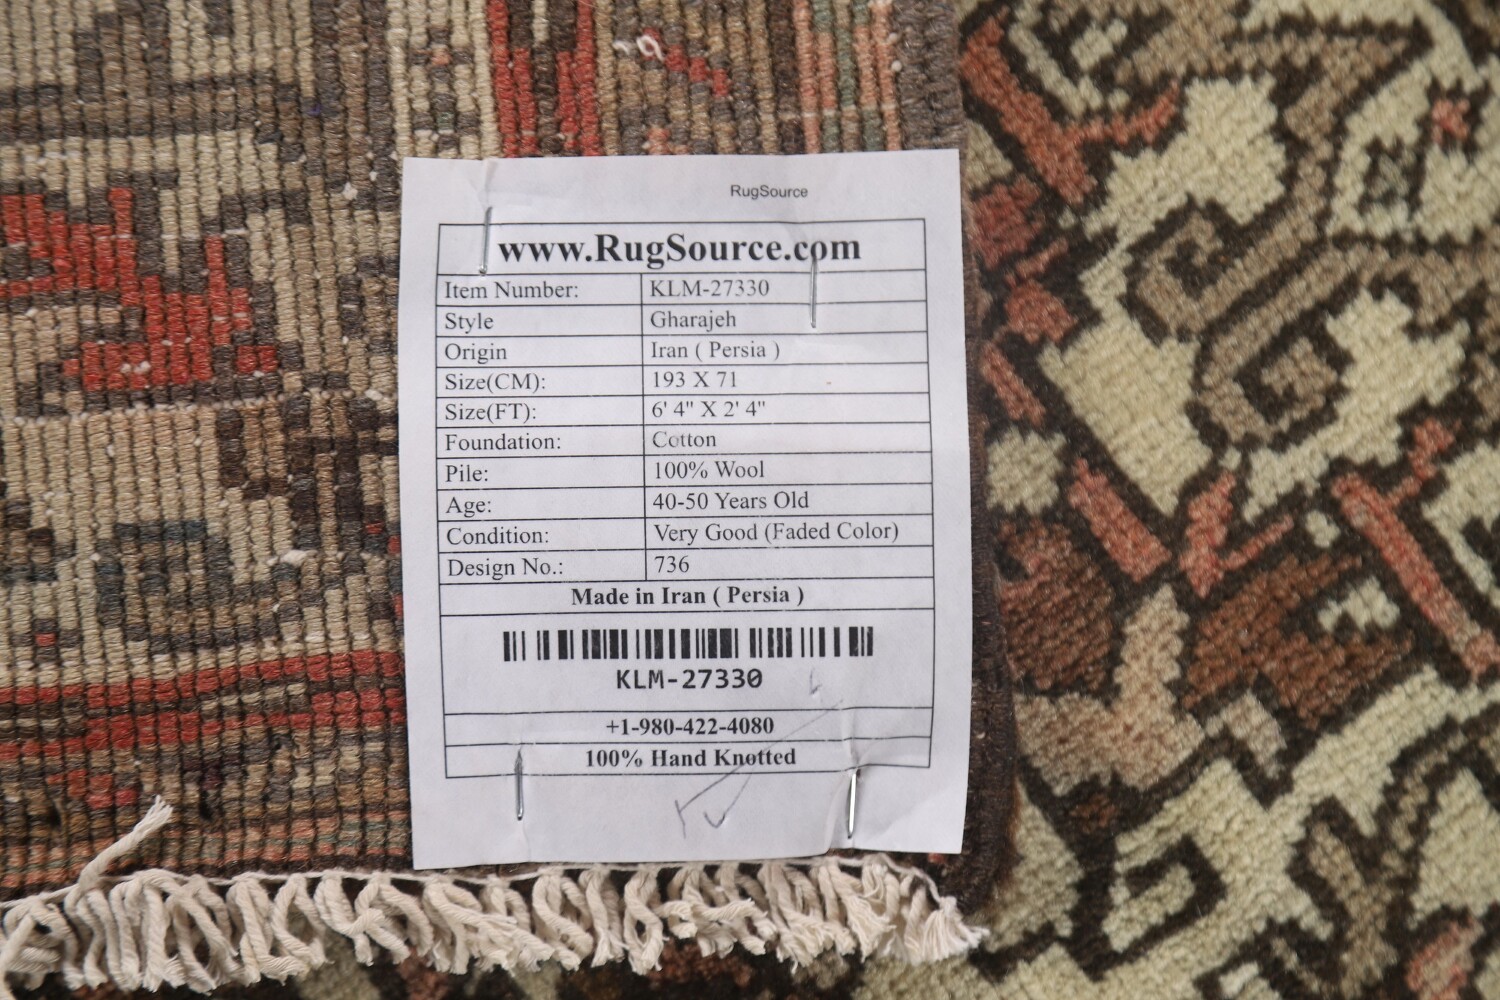 RugSource
www.RugSource.com
Item Number: KLM-27330
Style Gharajeh
Origin Iran ( Persia )
Size(CM): 193 X 71
Size(FT): 6' 4" X 2' 4"
Foundation: Cotton
Pile: 100% Wool
Age: 40-50 Years Old
Condition: Very Good (Faded Color)
Design No.: 736
Made in Iran ( Persia )
KLM-27330
+1-980-422-4080
100% Hand Knotted